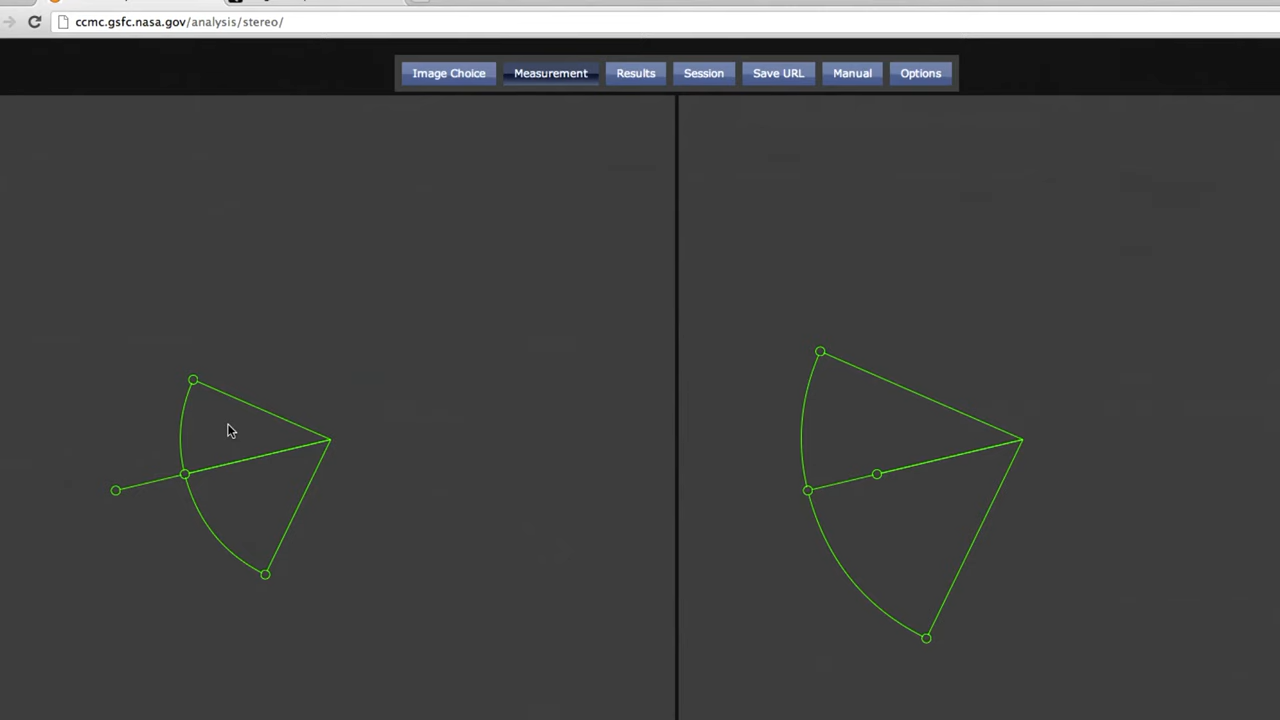 ccmc.gsfc.nasa.gov/analysis/stereo/
Image Choice
Measurement
Results
Session
Save URL
Manual
Options